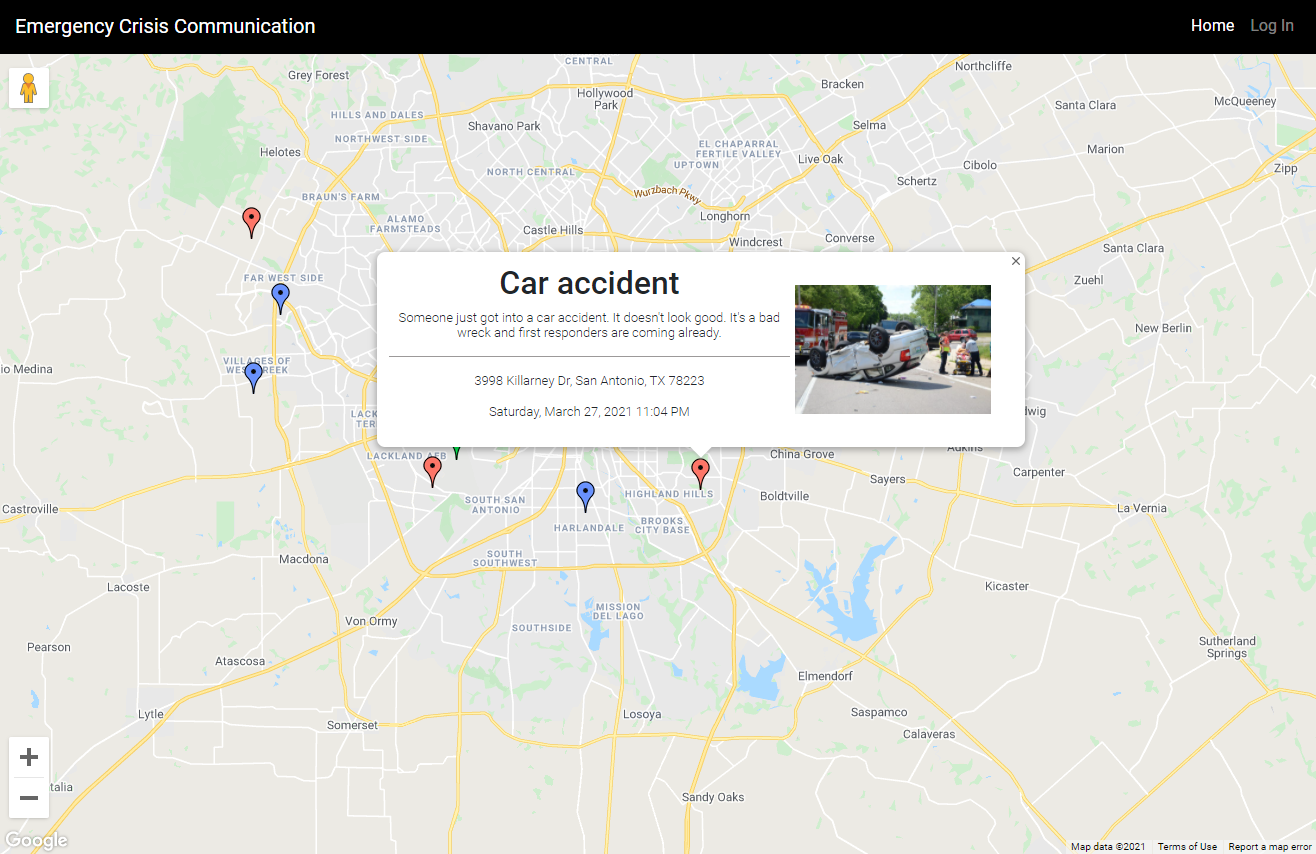 Emergency Crisis Communication
Home
Log In
CENTRAL
Northcliffe
Grey Forest
Bracken
Hollywood
Park
McQueeney
Santa Clara
HILLS AND DALES
Shavano Park
Selma
NORTHWEST SIDE
EL CHAPARRAL
FERTILE VALLEY
Marion
Helotes
UPTOWN
Live Oak
Cibolo
Zipp
NORTH CENTRAL
Schertz
Wurzbach Pkwy
BRAUN'S FARM
ALAMO
FARMSTEADS
Longhorn
Castle Hills
Windcrest
Converse
Santa Clara
FAR WEST SIDE
Zuehl
Car accident
Someone just got into a car accident. It doesn't look good. It's a bad
wreck and first responders are coming already.
3998 Killarney Dr, San Antonio, TX 78223
Saturday, March 27, 2021 11:04 PM
New Berlin
VILLAGES OF
io Medina
LACK
TERR
dwig
LACKLAND AFB
China Grove
Adkins
Carpenter
Sayers
HIGHLAND HILLS
Boldtville
SOUTH SAN
ANTONIO
Castroville
La Vernia
HARLANDALE
BROOKS
CITY BASE
Macdona
SOUTH
SOUTHWEST
Lacoste
Kicaster
MISSION
DEL LAGO
Von Ormy
SOUTHSIDE
Pearson
Sutherland
Springs
Atascosa
Elmendorf
Lytle
Losoya
Saspamco
Somerset
Calaveras
talia
Sandy Oaks
Google
Map data ©2021
Terms of Use
Report a map error